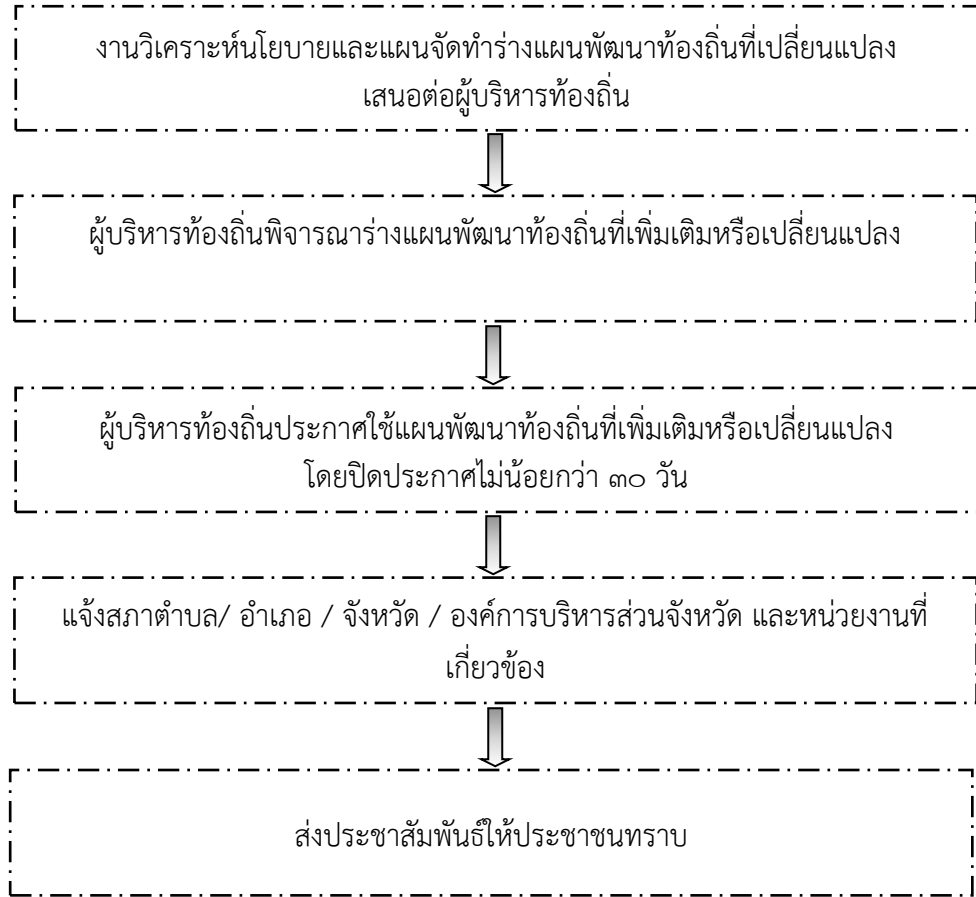 งานวิเคราะห์นโยบายและแผนจัดทำร่างแผนพัฒนาท้องถิ่นที่เปลี่ยนแปลง
เสนอต่อผู้บริหารท้องถิ่น
ผู้บริหารท้องถิ่นพิจารณาร่างแผนพัฒนาท้องถิ่นที่เพิ่มเติมหรือเปลี่ยนแปลง
ผู้บริหารท้องถิ่นประกาศใช้แผนพัฒนาท้องถิ่นที่เพิ่มเติมหรือเปลี่ยนแปลง
โดยปิดประกาศไม่น้อยกว่า ๓๐ วัน
แจ้งสภาตำบล/ อำเภอ / จังหวัด / องค์การบริหารส่วนจังหวัด และหน่วยงานที่
เกี่ยวข้อง
ส่งประชาสัมพันธ์ให้ประชาชนทราบ